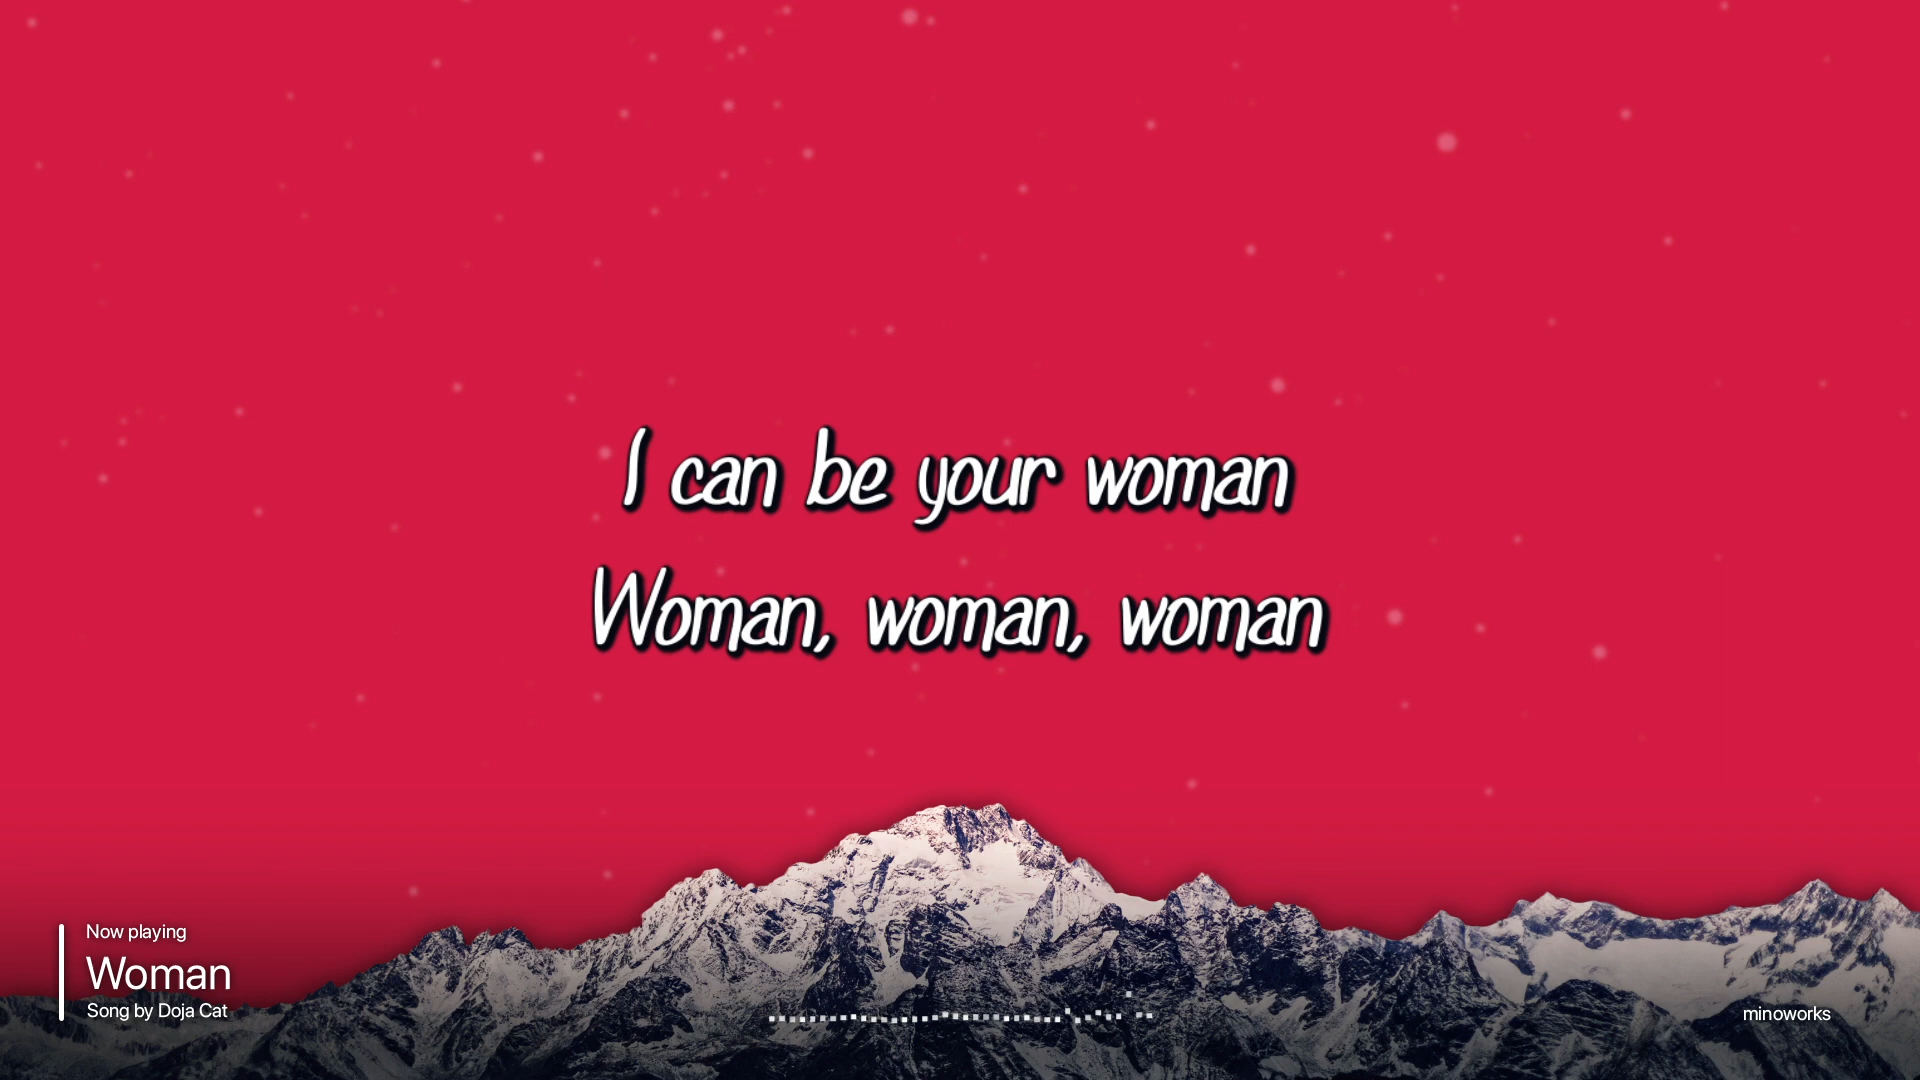 I can be your woman
Woman, woman, woman
Now playing
Woman
Song by Doja Cat
minoworks